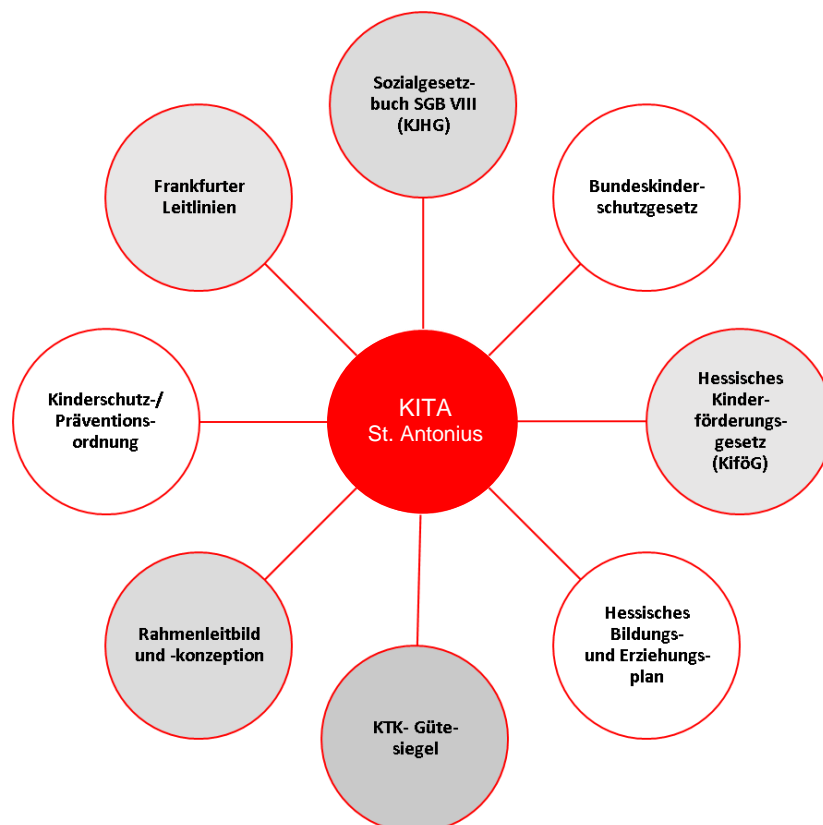 Sozialgesetz-
buch SGB VIII
(KJHG)
Frankfurter
Leitlinien
Bundeskinder-
schutzgesetz
Kinderschutz-/
Präventions-
ordnung
KITA
St. Antonius
Hessisches
Kinder-
förderungs-
gesetz
(KiföG)
Rahmenleitbild
und -konzeption
Hessisches
Bildungs-
und Erziehungs-
plan
KTK- Güte-
siegel